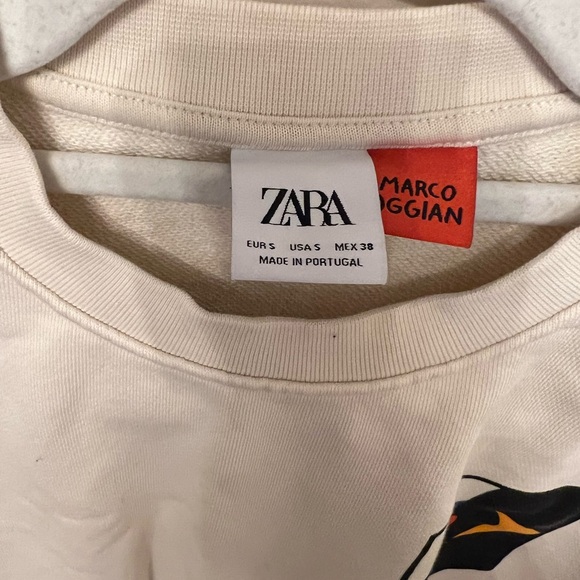 ZARA
EUR S USA S MEX 38
MADE IN PORTUGAL
MARCO
OGGIAN